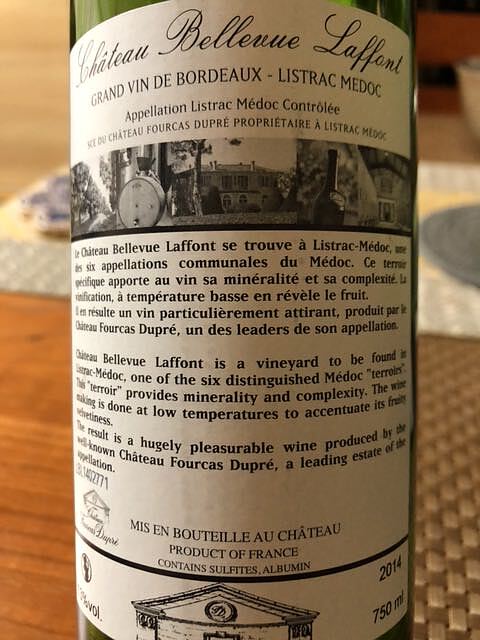 Château Bellevue Laffont
GRAND VIN DE BORDEAUX - LISTRAC MEDOC
Appellation Listrac Médoc Contrôlée
SCE DU CHÂTEAU FOURCAS DUPRÉ PROPRIÉTAIRE À LISTRAC MÉDOC
Le Château Bellevue Laffont se trouve à Listrac-Médoc, une
des six appellations communales du Médoc. Ce terroir
spécifique apporte au vin sa minéralité et sa complexité. La
vinification, à température basse en révèle le fruit.
Il en résulte un vin particulièrement attirant, produit par le
Château Fourcas Dupré, un des leaders de son appellation.
Château Bellevue Laffont is a vineyard to be found in
Listrac-Médoc, one of the six distinguished Médoc "terroirs".
This "terroir" provides minerality and complexity. The wine
making is done at low temperatures to accentuate its fruity
velvetiness.
The result is a hugely pleasurable wine produced by the
well-known Château Fourcas Dupré, a leading estate of the
appellation.
LBL1402771
Château
Fourcas Dupré
MIS EN BOUTEILLE AU CHÂTEAU
PRODUCT OF FRANCE
CONTAINS SULFITES, ALBUMIN
2014
%vol.
750 ml